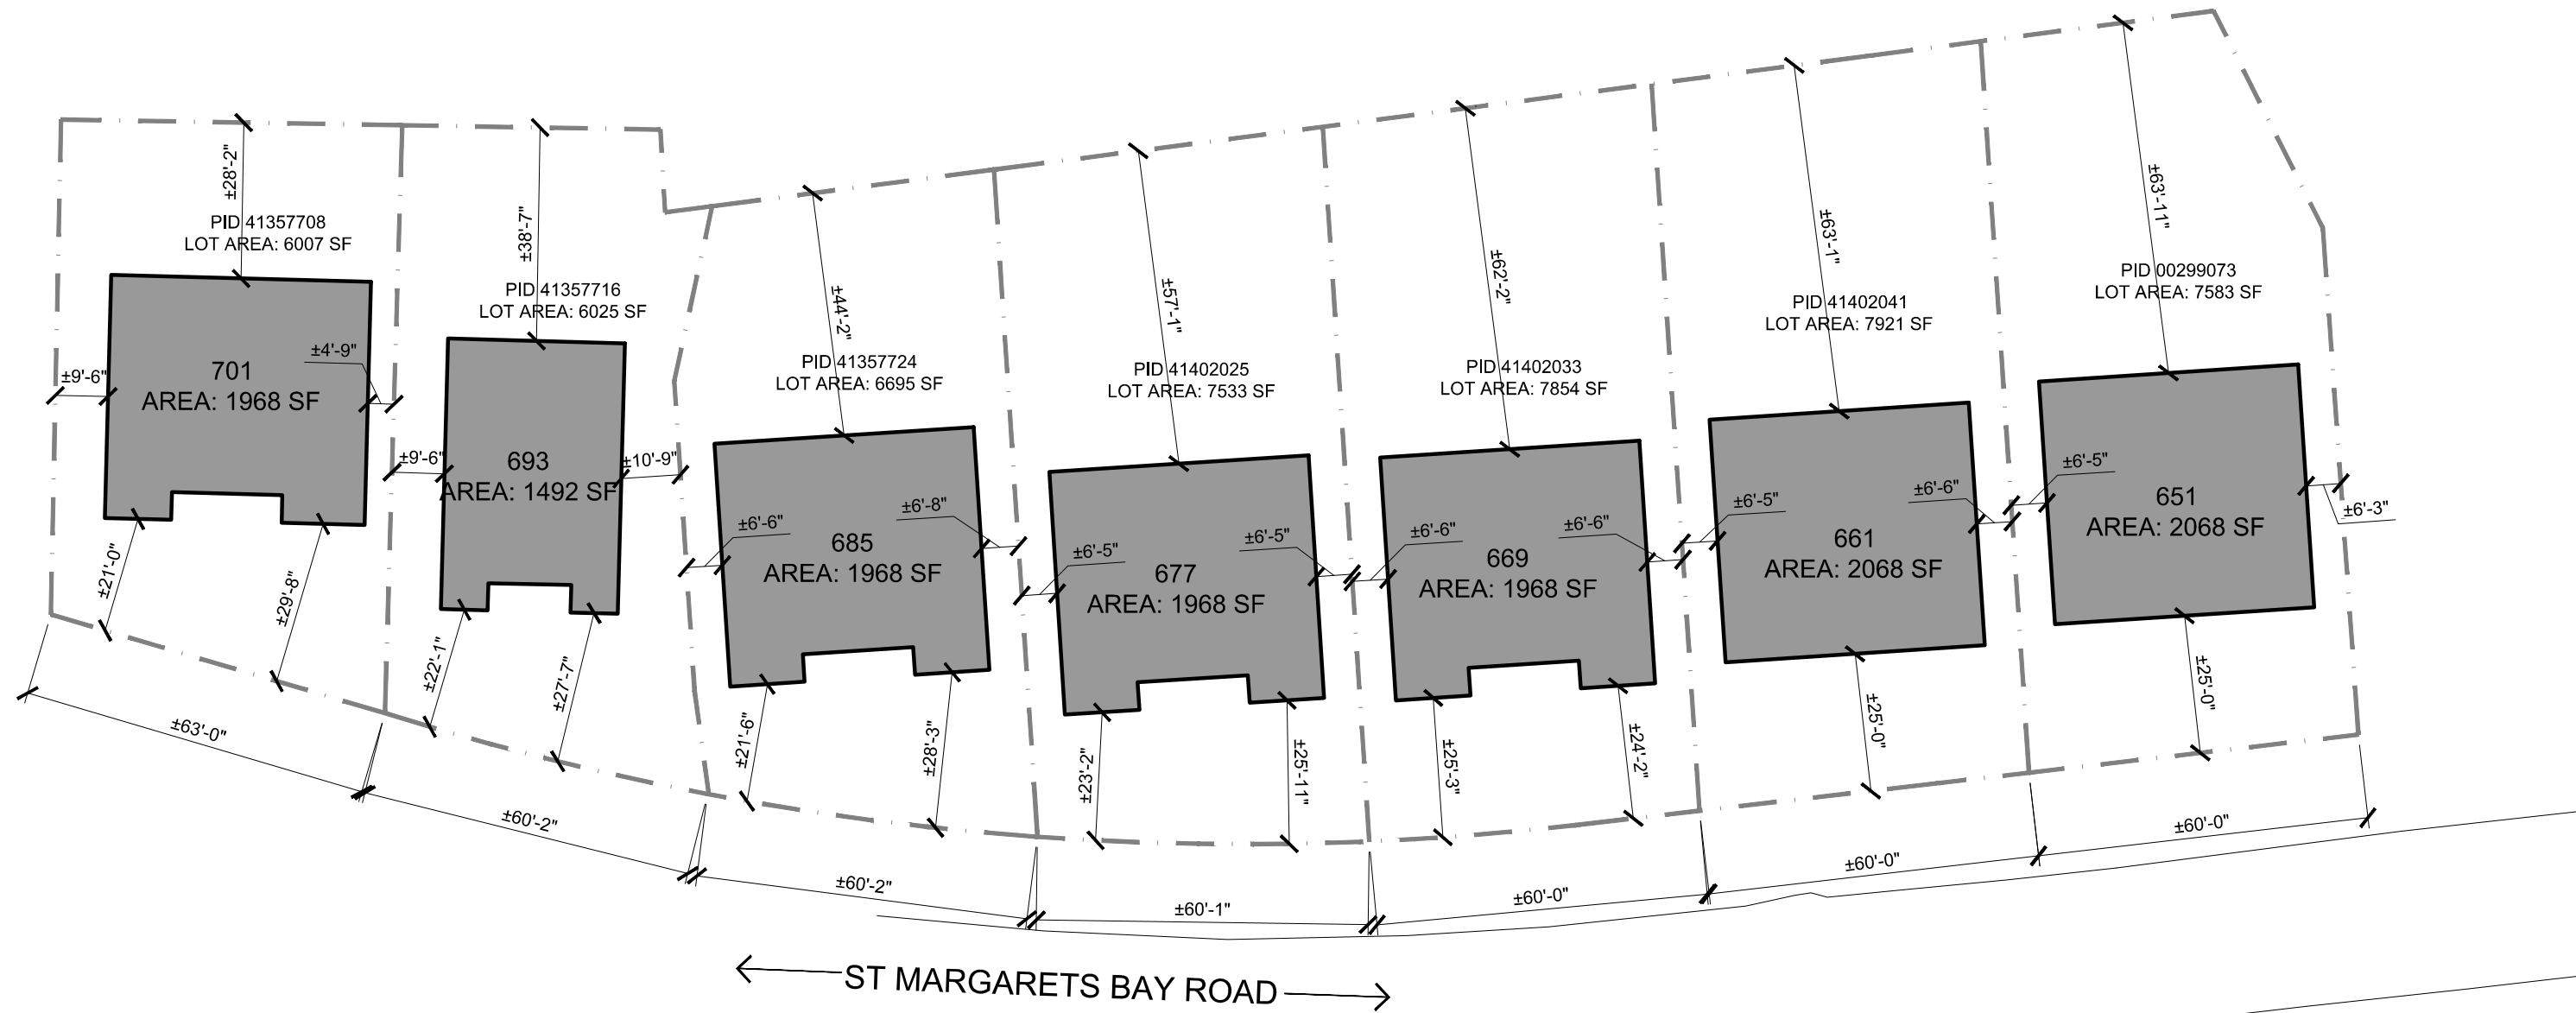 ±28'-2"
PID 41357708
LOT AREA: 6007 SF
±9'-6"
±4'-9"
701
AREA: 1968 SF
±21'-0"
±29'-8"
±63'-0"
±38'-7"
PID 41357716
LOT AREA: 6025 SF
±9'-6"
±10'-9"
693
AREA: 1492 SF
±22'-1"
±27'-7"
±60'-2"
±44'-2"
PID 41357724
LOT AREA: 6695 SF
±6'-6"
±6'-8"
685
AREA: 1968 SF
±21'-6"
±28'-3"
±60'-2"
±57'-1"
PID 41402025
LOT AREA: 7533 SF
±6'-5"
±6'-5"
677
AREA: 1968 SF
±23'-2"
±25'-11"
±60'-1"
±62'-2"
PID 41402033
LOT AREA: 7854 SF
±6'-6"
±6'-6"
669
AREA: 1968 SF
±25'-3"
±24'-2"
±60'-0"
±63'-1"
PID 41402041
LOT AREA: 7921 SF
±6'-5"
±6'-6"
661
AREA: 2068 SF
±25'-0"
±60'-0"
±63'-11"
PID 00299073
LOT AREA: 7583 SF
±6'-5"
±6'-3"
651
AREA: 2068 SF
±25'-0"
±60'-0"
ST MARGARETS BAY ROAD